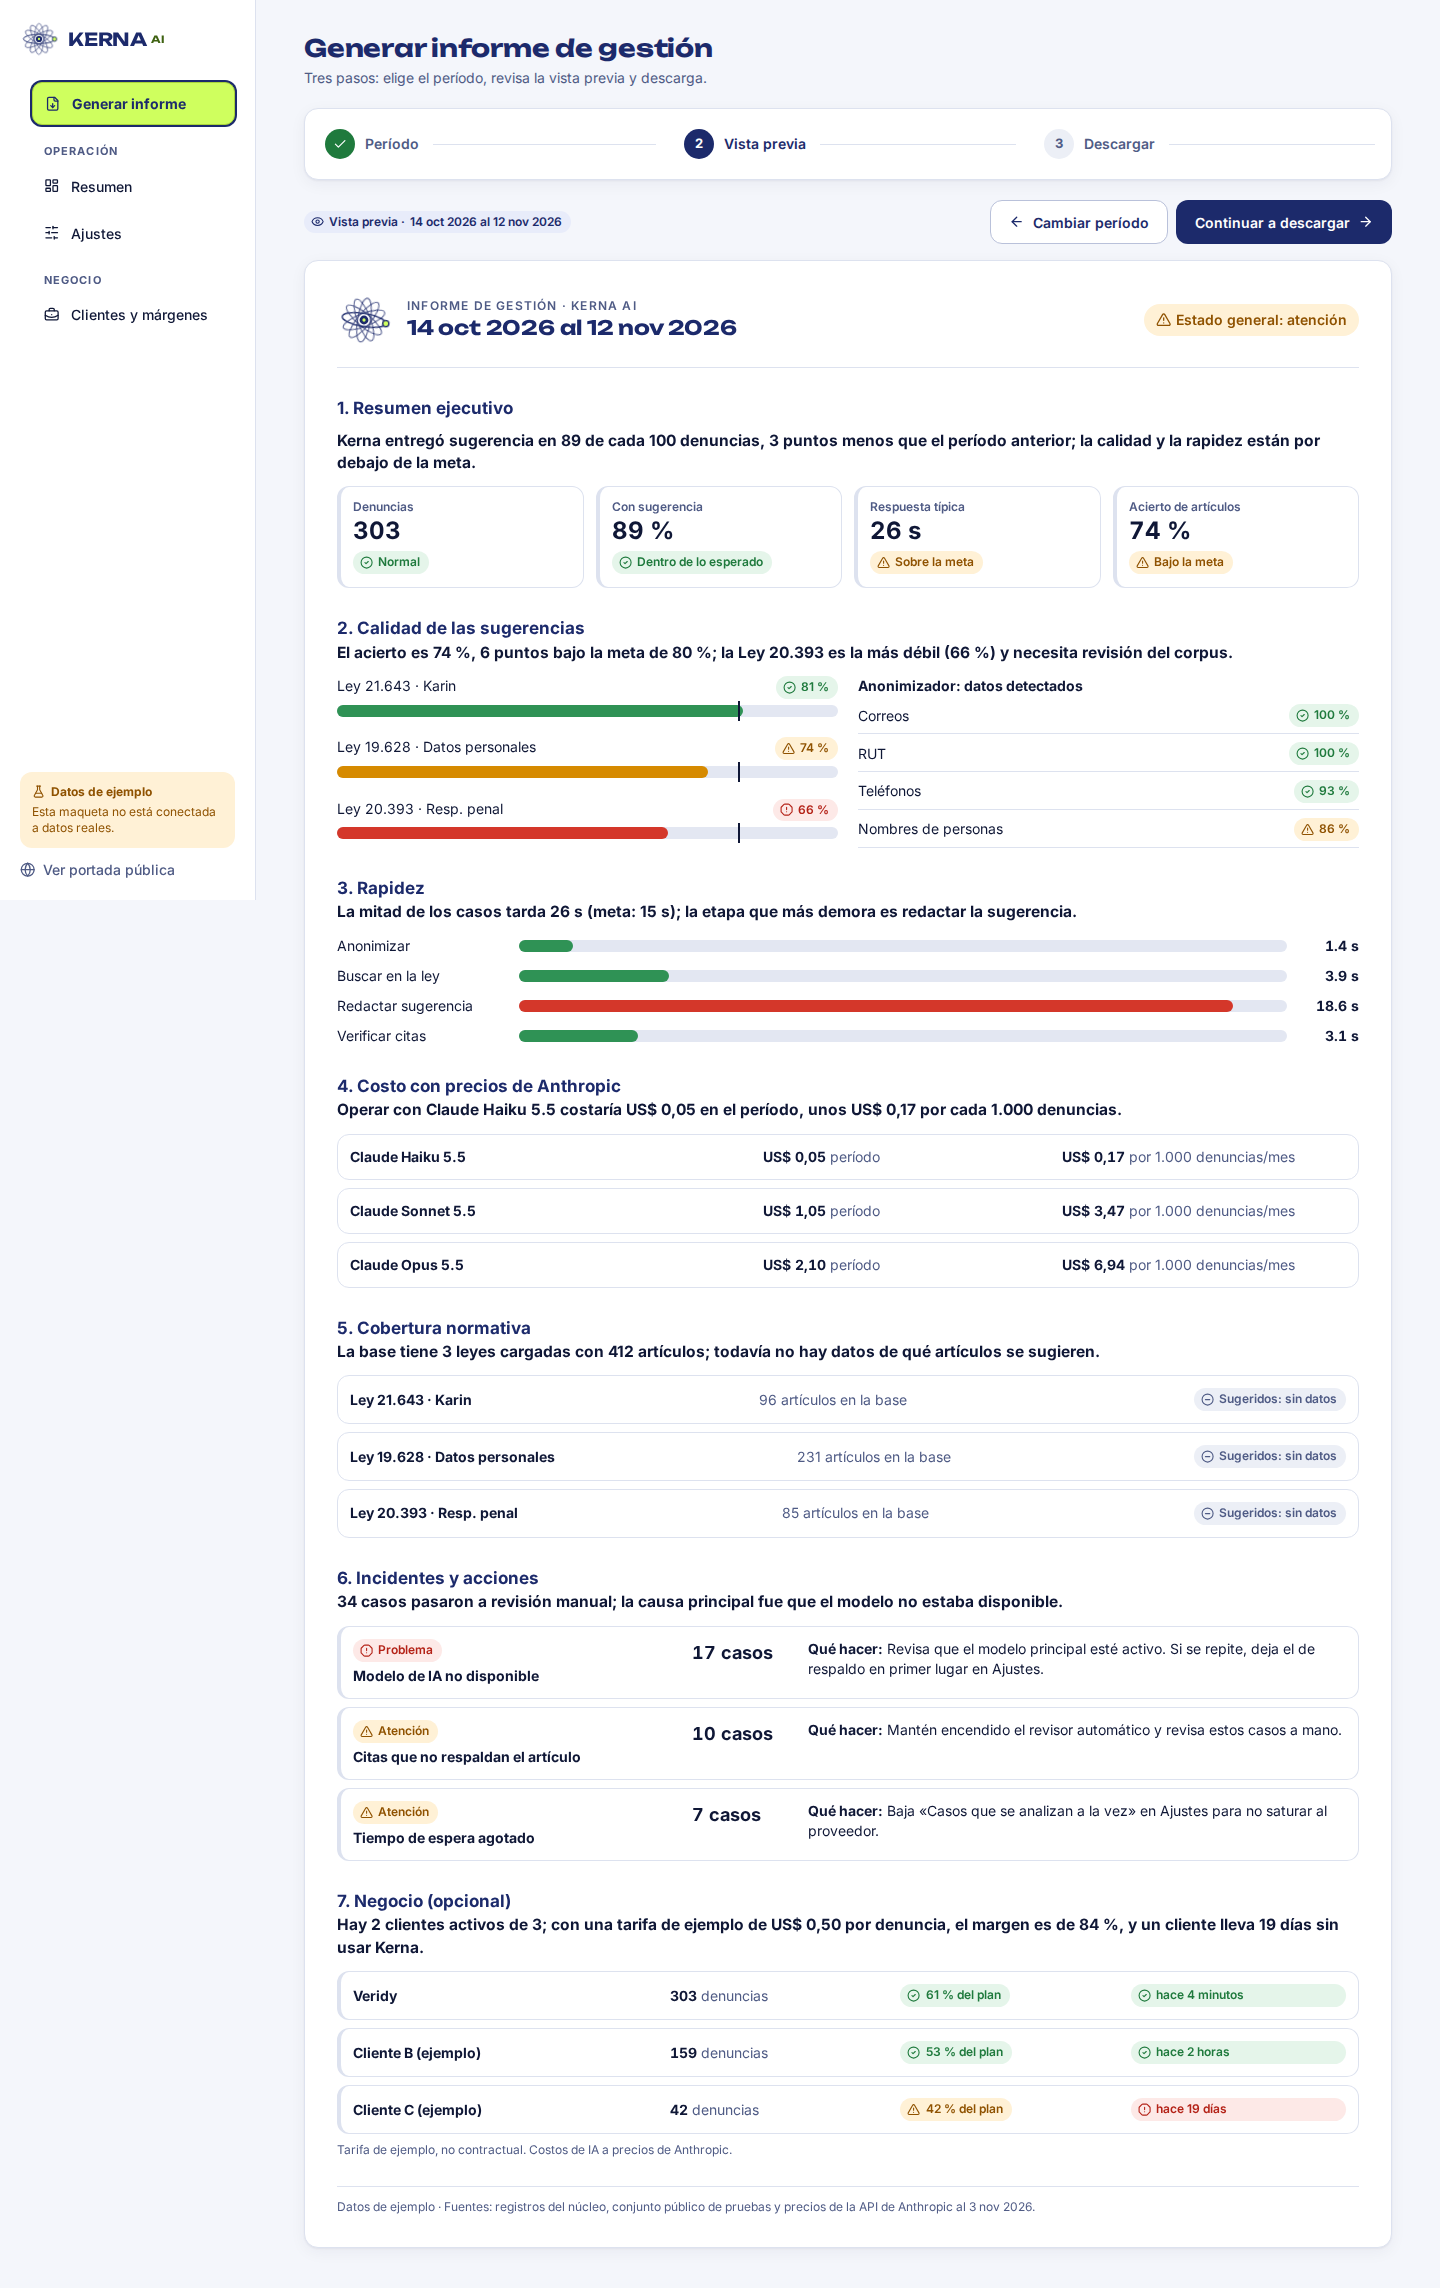 KERNA AI
Generar informe
OPERACIÓN
Resumen
Ajustes
NEGOCIO
Clientes y márgenes
Datos de ejemplo
Esta maqueta no está conectada
a datos reales.
Ver portada pública
Generar informe de gestión
Tres pasos: elige el período, revisa la vista previa y descarga.
Período
2 Vista previa
3 Descargar
Vista previa · 14 oct 2026 al 12 nov 2026
Cambiar período
Continuar a descargar
INFORME DE GESTIÓN · KERNA AI
14 oct 2026 al 12 nov 2026
Estado general: atención
1. Resumen ejecutivo
Kerna entregó sugerencia en 89 de cada 100 denuncias, 3 puntos menos que el período anterior; la calidad y la rapidez están por
debajo de la meta.
Denuncias
303
Normal
Con sugerencia
89 %
Dentro de lo esperado
Respuesta típica
26 s
Sobre la meta
Acierto de artículos
74 %
Bajo la meta
2. Calidad de las sugerencias
El acierto es 74 %, 6 puntos bajo la meta de 80 %; la Ley 20.393 es la más débil (66 %) y necesita revisión del corpus.
Ley 21.643 · Karin 81 %
Ley 19.628 · Datos personales 74 %
Ley 20.393 · Resp. penal 66 %
Anonimizador: datos detectados
Correos 100 %
RUT 100 %
Teléfonos 93 %
Nombres de personas 86 %
3. Rapidez
La mitad de los casos tarda 26 s (meta: 15 s); la etapa que más demora es redactar la sugerencia.
Anonimizar 1.4 s
Buscar en la ley 3.9 s
Redactar sugerencia 18.6 s
Verificar citas 3.1 s
4. Costo con precios de Anthropic
Operar con Claude Haiku 5.5 costaría US$ 0,05 en el período, unos US$ 0,17 por cada 1.000 denuncias.
Claude Haiku 5.5 US$ 0,05 período US$ 0,17 por 1.000 denuncias/mes
Claude Sonnet 5.5 US$ 1,05 período US$ 3,47 por 1.000 denuncias/mes
Claude Opus 5.5 US$ 2,10 período US$ 6,94 por 1.000 denuncias/mes
5. Cobertura normativa
La base tiene 3 leyes cargadas con 412 artículos; todavía no hay datos de qué artículos se sugieren.
Ley 21.643 · Karin 96 artículos en la base Sugeridos: sin datos
Ley 19.628 · Datos personales 231 artículos en la base Sugeridos: sin datos
Ley 20.393 · Resp. penal 85 artículos en la base Sugeridos: sin datos
6. Incidentes y acciones
34 casos pasaron a revisión manual; la causa principal fue que el modelo no estaba disponible.
Problema
Modelo de IA no disponible
17 casos
Qué hacer: Revisa que el modelo principal esté activo. Si se repite, deja el de
respaldo en primer lugar en Ajustes.
Atención
Citas que no respaldan el artículo
10 casos
Qué hacer: Mantén encendido el revisor automático y revisa estos casos a mano.
Atención
Tiempo de espera agotado
7 casos
Qué hacer: Baja «Casos que se analizan a la vez» en Ajustes para no saturar al
proveedor.
7. Negocio (opcional)
Hay 2 clientes activos de 3; con una tarifa de ejemplo de US$ 0,50 por denuncia, el margen es de 84 %, y un cliente lleva 19 días sin
usar Kerna.
Veridy 303 denuncias 61 % del plan hace 4 minutos
Cliente B (ejemplo) 159 denuncias 53 % del plan hace 2 horas
Cliente C (ejemplo) 42 denuncias 42 % del plan hace 19 días
Tarifa de ejemplo, no contractual. Costos de IA a precios de Anthropic.
Datos de ejemplo · Fuentes: registros del núcleo, conjunto público de pruebas y precios de la API de Anthropic al 3 nov 2026.